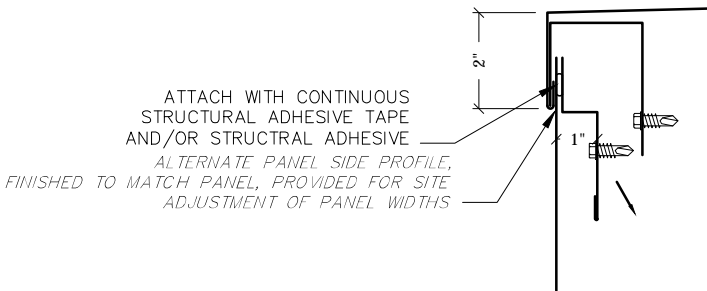 2"
ATTACH WITH CONTINUOUS
STRUCTURAL ADHESIVE TAPE
AND/OR STRUCTRAL ADHESIVE
1"
ALTERNATE PANEL SIDE PROFILE,
FINISHED TO MATCH PANEL, PROVIDED FOR SITE
ADJUSTMENT OF PANEL WIDTHS